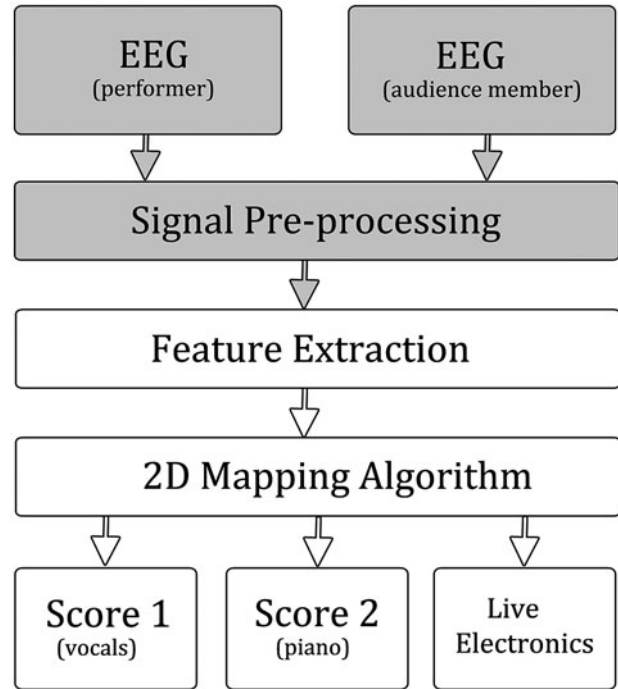 EEG
(performer)
EEG
(audience member)
Signal Pre-processing
Feature Extraction
2D Mapping Algorithm
Score 1
(vocals)
Score 2
(piano)
Live
Electronics